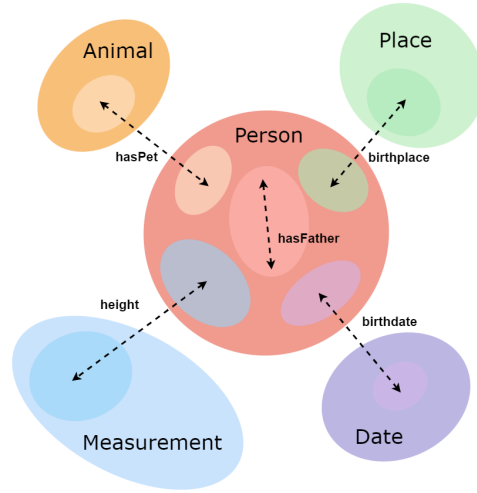 Animal
Place
Person
hasPet
birthplace
hasFather
height
birthdate
Measurement
Date